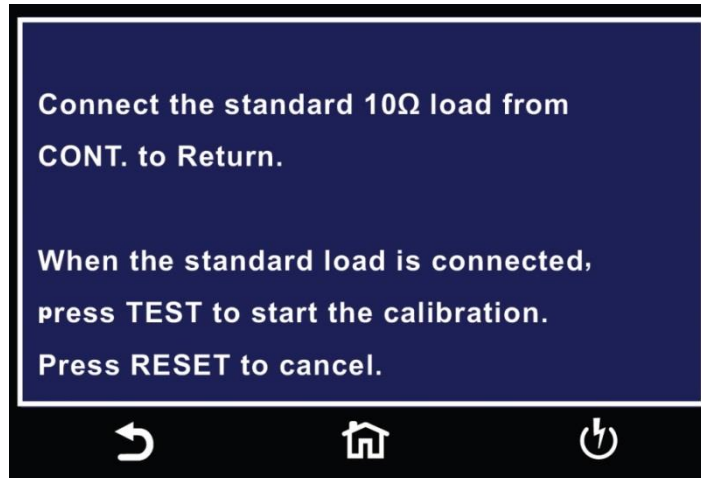 Connect the standard 10Ω load from
CONT. to Return.
When the standard load is connected,
press TEST to start the calibration.
Press RESET to cancel.